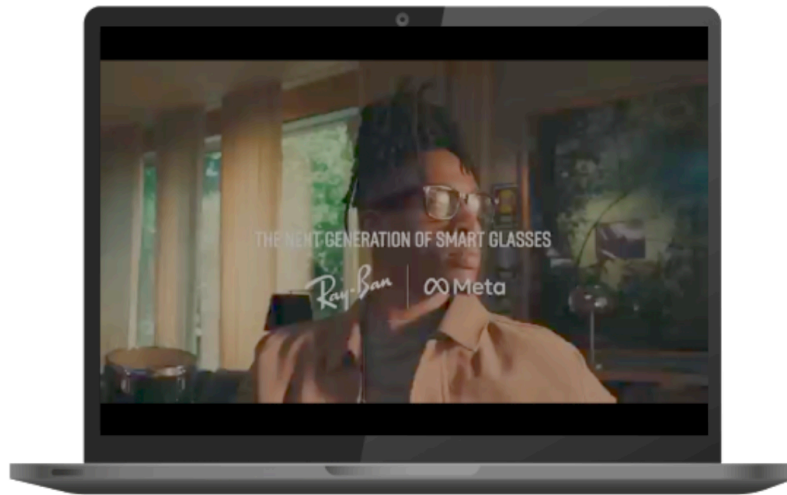 THE NEXT GENERATION OF SMART GLASSES
Ray-Ban
Meta